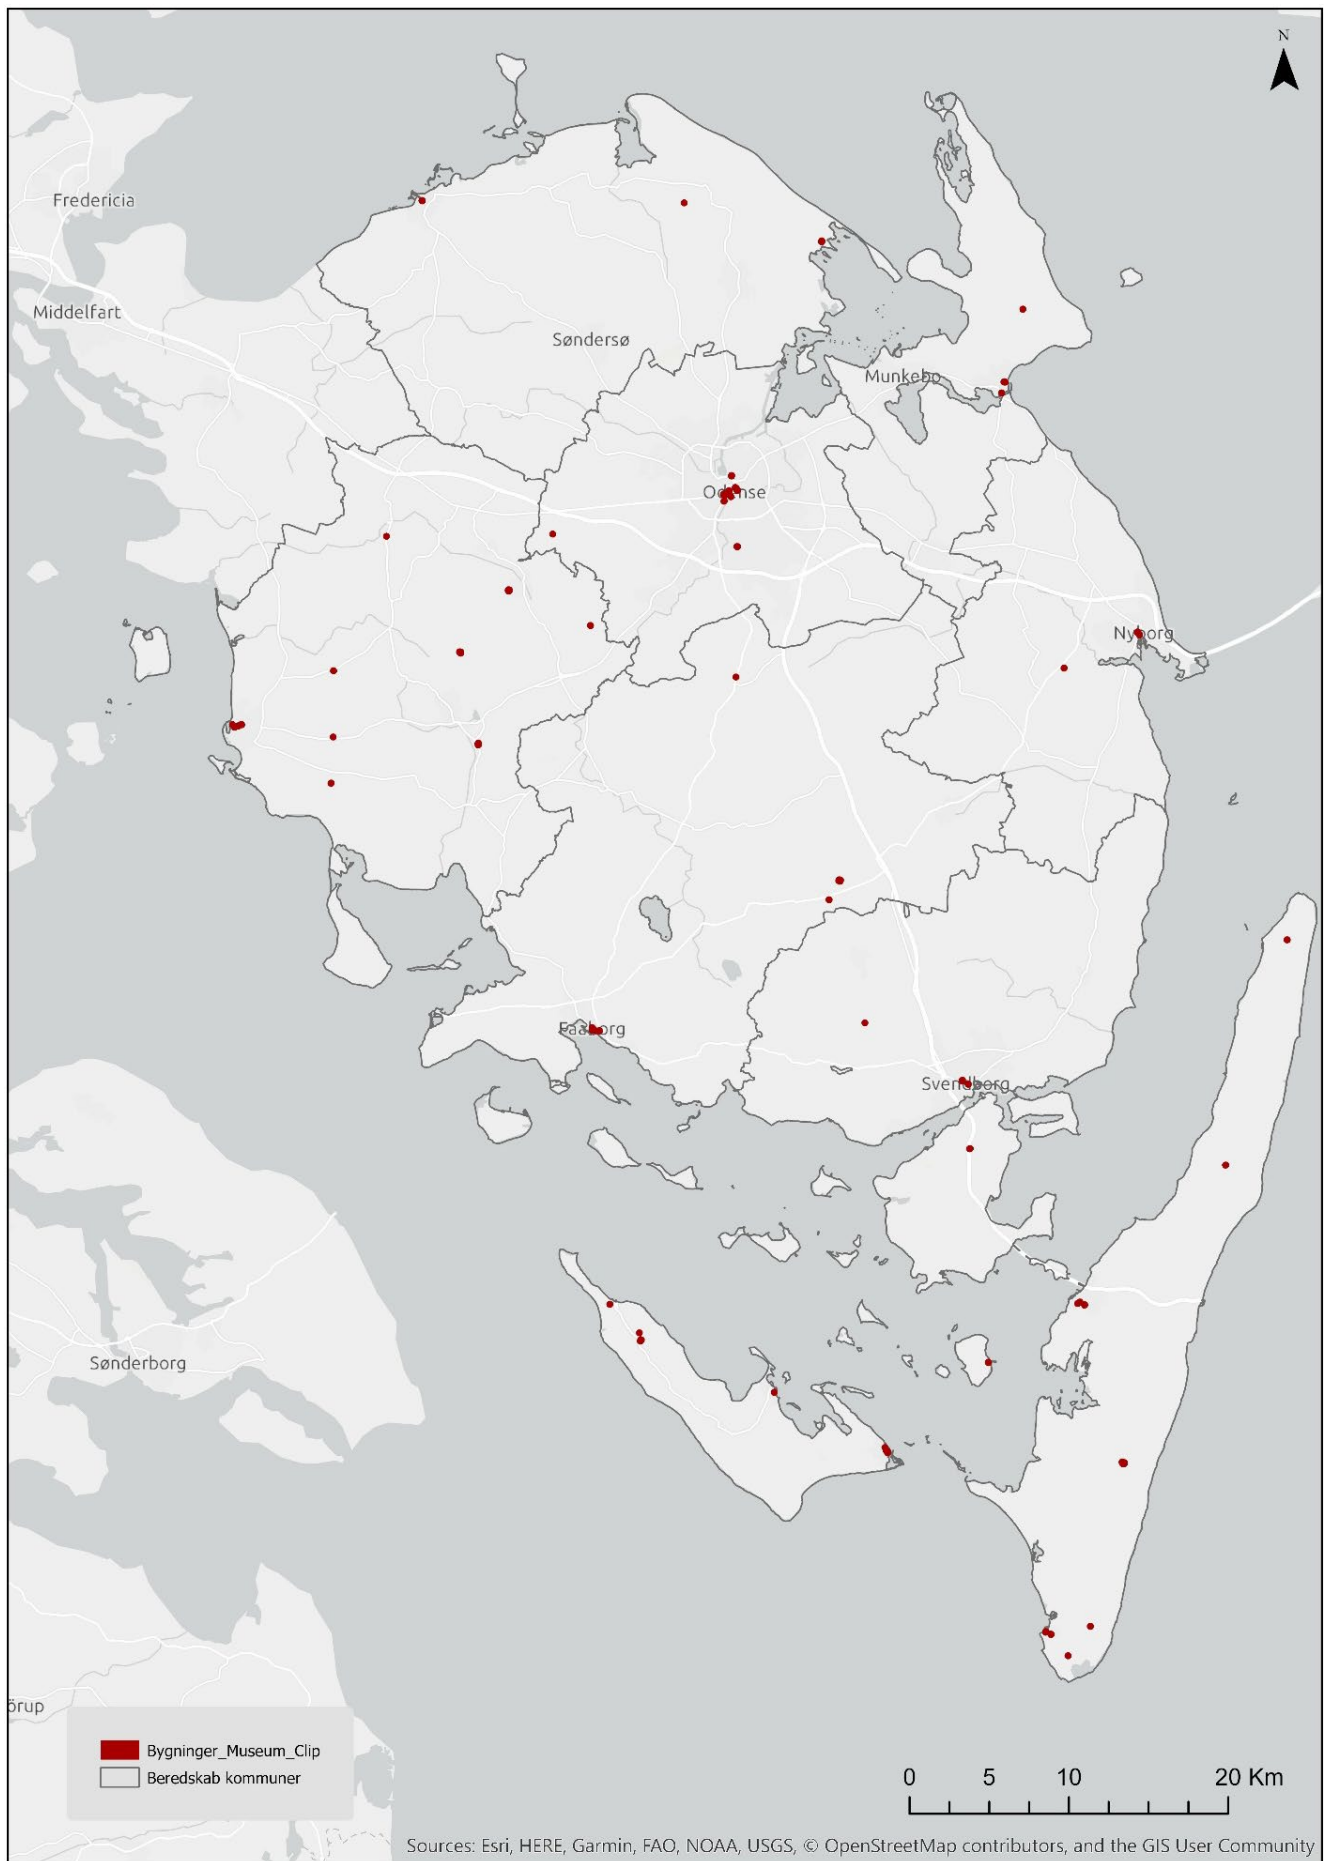 N
Fredericia
Middelfart
Søndersø
Munkebo
Odense
Nyborg
Faaborg
Svendborg
Sønderborg
örup
Bygninger_Museum_Clip
Beredskab kommuner
0 5 10 20 Km
Sources: Esri, HERE, Garmin, FAO, NOAA, USGS, © OpenStreetMap contributors, and the GIS User Community